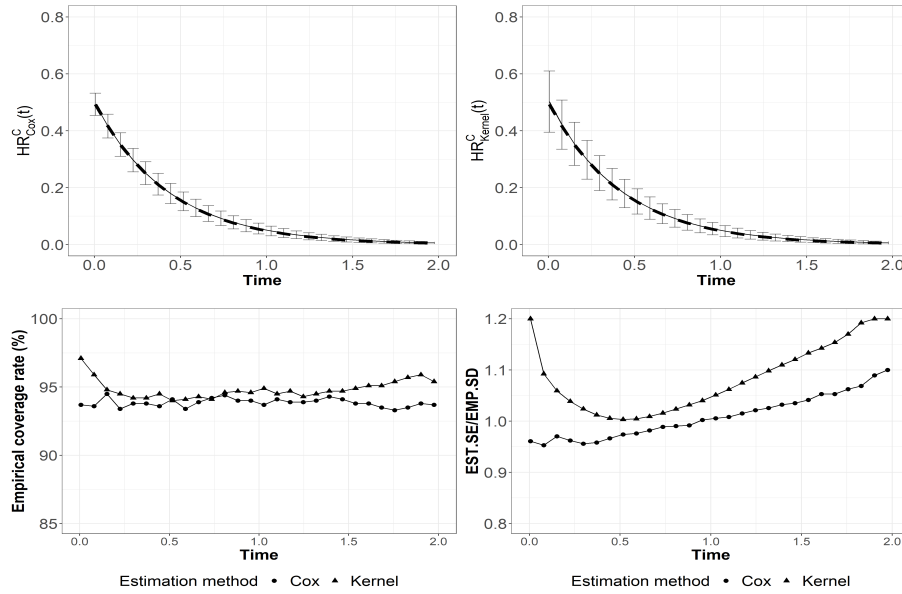 HR^C_Cox(t)
0.8
0.6
0.4
0.2
0.0
0.0 0.5 1.0 1.5 2.0
Time
HR^C_Kernel(t)
0.8
0.6
0.4
0.2
0.0
0.0 0.5 1.0 1.5 2.0
Time
Empirical coverage rate (%)
100
95
90
85
0.0 0.5 1.0 1.5 2.0
Time
Estimation method Cox Kernel
EST.SE/EMP.SD
1.2
1.1
1.0
0.9
0.8
0.0 0.5 1.0 1.5 2.0
Time
Estimation method Cox Kernel